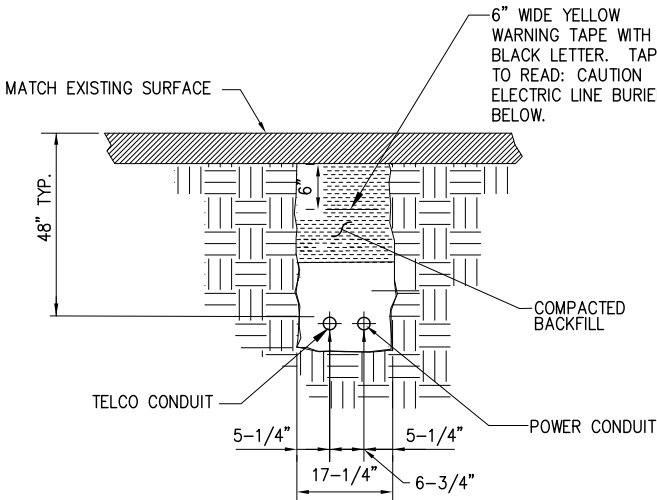 6" WIDE YELLOW
WARNING TAPE WITH
BLACK LETTER. TAP
TO READ: CAUTION
ELECTRIC LINE BURIE
BELOW.
MATCH EXISTING SURFACE
48" TYP.
6"
COMPACTED
BACKFILL
TELCO CONDUIT
POWER CONDUIT
5-1/4"
5-1/4"
17-1/4"
6-3/4"